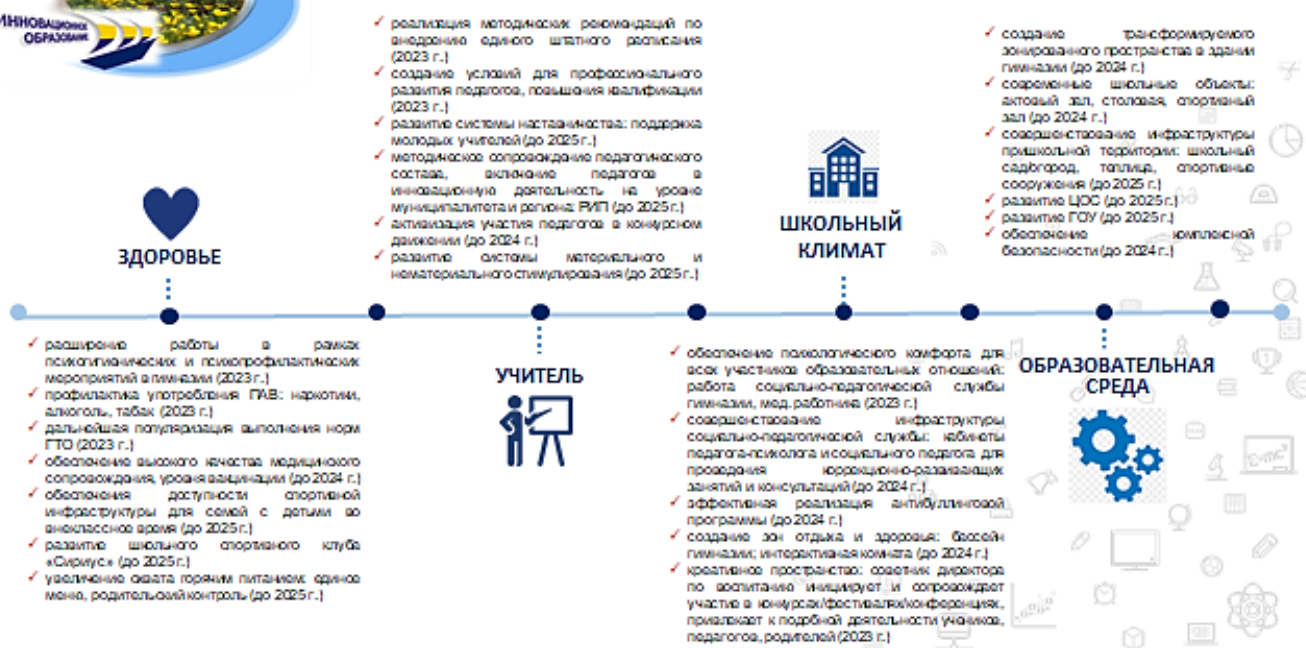 ИННОВАЦИОННОЕ
ОБРАЗОВАНИЕ
реализация методических рекомендаций по
внедрению единого штатного расписания
(2023 г.)
создание условий для профессионального
развития педагогов, повышения квалификации
(2023 г.)
развитие системы наставничества: поддержка
молодых учителей (до 2025 г.)
методическое сопровождение педагогического
состава, включение педагогов в
инновационную деятельность на уровне
муниципалитета и региона: РИП (до 2025 г.)
активизация участия педагогов в конкурсном
движении (до 2024 г.)
развитие системы материального и
нематериального стимулирования (до 2025 г.)
создание трансформируемого
зонированного пространства в здании
гимназии (до 2024 г.)
современные школьные объекты:
актовый зал, столовая, спортивный
зал (до 2024 г.)
совершенствование инфраструктуры
пришкольной территории: школьный
сад/огород, теплица, спортивные
сооружения (до 2025 г.)
развитие ЦОС (до 2025 г.)
развитие ГОУ (до 2025 г.)
обеспечение комплексной
безопасности (до 2024 г.)
ЗДОРОВЬЕ
ШКОЛЬНЫЙ
КЛИМАТ
расширение работы в рамках
психогигиенических и психопрофилактических
мероприятий в гимназии (2023 г.)
профилактика употребления ПАВ: наркотики,
алкоголь, табак (2023 г.)
дальнейшая популяризация выполнения норм
ГТО (2023 г.)
обеспечение высокого качества медицинского
сопровождения, уровня вакцинации (до 2024 г.)
обеспечения доступности спортивной
инфраструктуры для семей с детьми во
внеклассное время (до 2025 г.)
развитие школьного спортивного клуба
«Сириус» (до 2025 г.)
увеличение охвата горячим питанием: единое
меню, родительский контроль (до 2025 г.)
УЧИТЕЛЬ
обеспечение психологического комфорта для
всех участников образовательных отношений:
работа социально-педагогической службы
гимназии, мед. работника (2023 г.)
совершенствование инфраструктуры
социально-педагогической службы: кабинеты
педагога-психолога и социального педагога для
проведения коррекционно-развивающих
занятий и консультаций (до 2024 г.)
эффективная реализация антибуллинговой
программы (до 2024 г.)
создание зон отдыха и здоровья: бассейн
гимназии; интерактивная комната (до 2024 г.)
креативное пространство: советник директора
по воспитанию инициирует и сопровождает
участие в конкурсах/фестивалях/конференциях,
привлекает к подобной деятельности учеников,
педагогов, родителей (2023 г.)
ОБРАЗОВАТЕЛЬНАЯ
СРЕДА
E=mc²